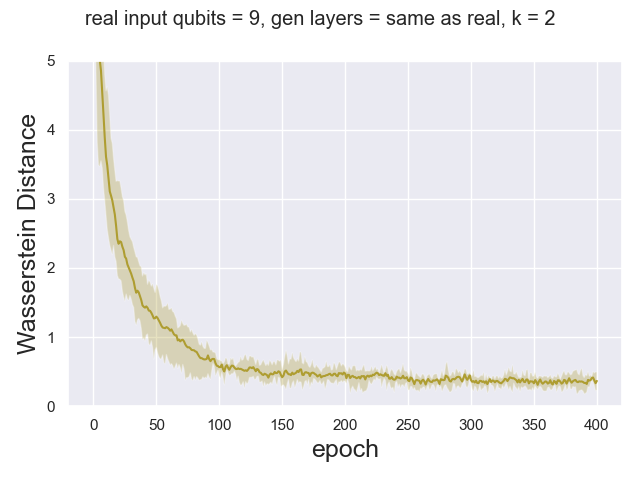 real input qubits = 9, gen layers = same as real, k = 2
5
4
3
2
1
0
Wasserstein Distance
0 50 100 150 200 250 300 350 400
epoch